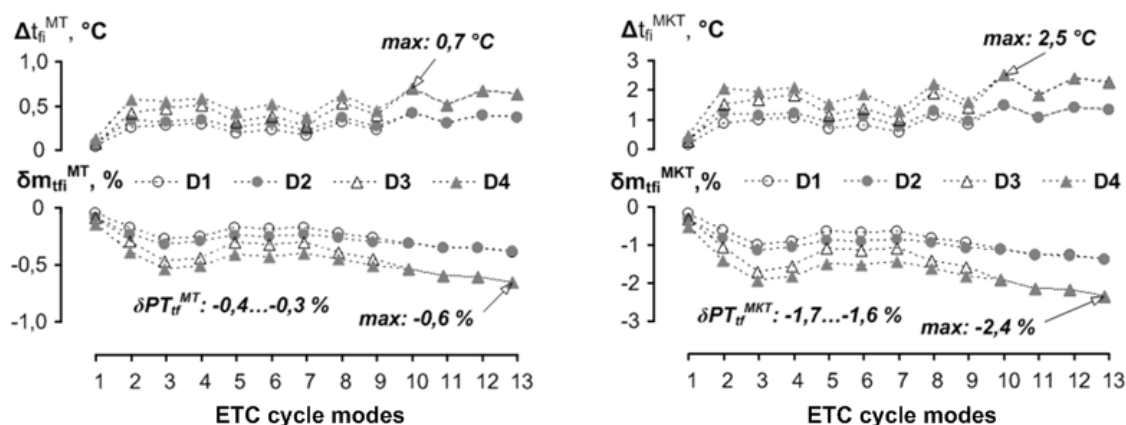 Δt_fi^MT, °C
max: 0,7 °C
1,0
0,5
0
δm_tfi^MT, %
D1 D2 D3 D4
0
-0,5
-1,0
δPT_tf^MT: -0,4...-0,3 %
max: -0,6 %
1 2 3 4 5 6 7 8 9 10 11 12 13
ETC cycle modes
Δt_fi^MKT, °C
max: 2,5 °C
3
2
1
0
δm_tfi^MKT,%
D1 D2 D3 D4
0
-1
-2
-3
δPT_tf^MKT: -1,7...-1,6 %
max: -2,4 %
1 2 3 4 5 6 7 8 9 10 11 12 13
ETC cycle modes